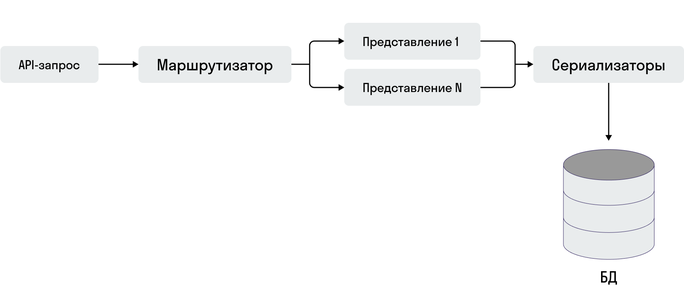 API-запрос
Маршрутизатор
Представление 1
Представление N
Сериализаторы
БД